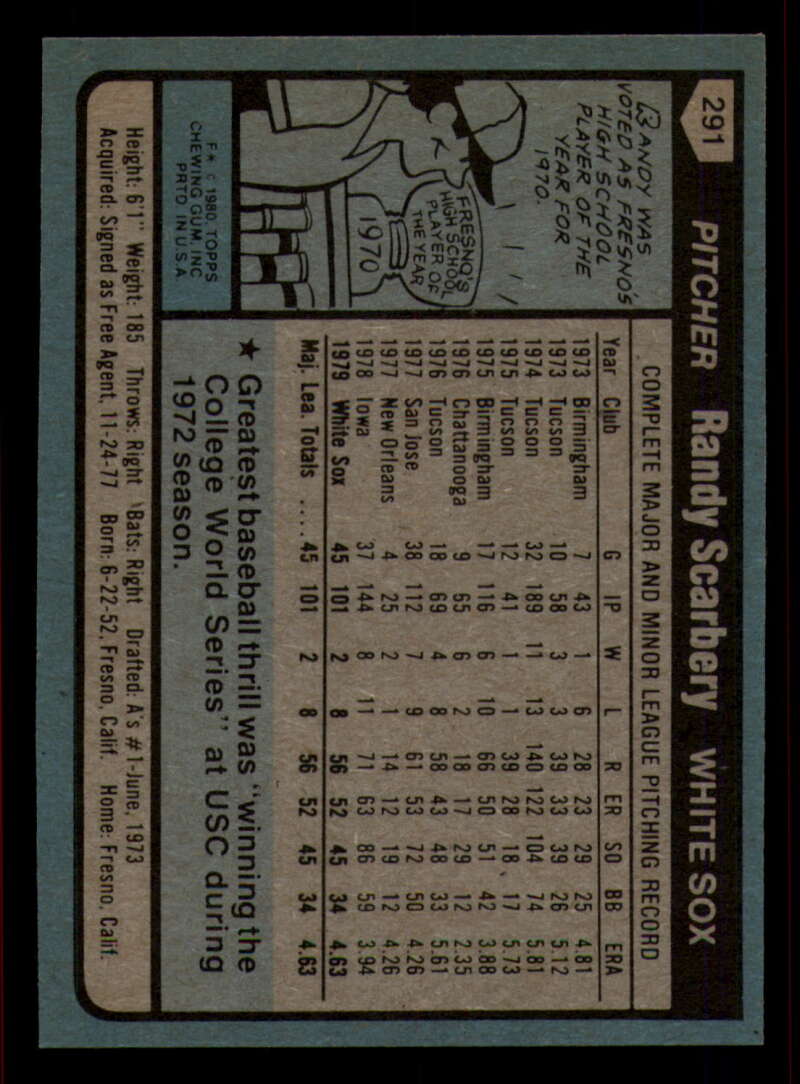 291
PITCHER Randy Scarbery WHITE SOX
RANDY WAS
VOTED AS FRESNO'S
HIGH SCHOOL
PLAYER OF THE
YEAR FOR
1970.
FRESNO'S
HIGH SCHOOL
PLAYER OF
THE YEAR
1970
F* © 1980 TOPPS
CHEWING GUM, INC.
PRTD. IN U.S.A.
COMPLETE MAJOR AND MINOR LEAGUE PITCHING RECORD
Year Club G IP W L R ER SO BB ERA
1973 Birmingham 7 43 1 6 28 23 29 25 4.81
1973 Tucson 10 58 3 3 39 33 39 26 5.12
1974 Tucson 32 189 11 13 140 122 104 74 5.81
1975 Tucson 12 41 1 1 39 28 18 17 5.73
1975 Birmingham 17 116 6 10 66 50 51 42 3.88
1976 Chattanooga 9 65 6 2 18 17 29 12 2.35
1976 Tucson 18 69 4 8 58 43 48 33 5.61
1977 San Jose 38 112 7 9 61 53 72 50 4.26
1977 New Orleans 4 25 2 1 14 12 19 12 4.26
1978 Iowa 37 144 8 11 71 63 86 59 3.94
1979 White Sox 45 101 2 8 56 52 45 34 4.63
Maj. Lea. Totals .... 45 101 2 8 56 52 45 34 4.63
★ Greatest baseball thrill was "winning the
College World Series" at USC during
1972 season.
Height: 6'1" Weight: 185 Throws: Right Bats: Right Drafted: A's #1-June, 1973
Acquired: Signed as Free Agent, 11-24-77 Born: 6-22-52, Fresno, Calif. Home: Fresno, Calif.